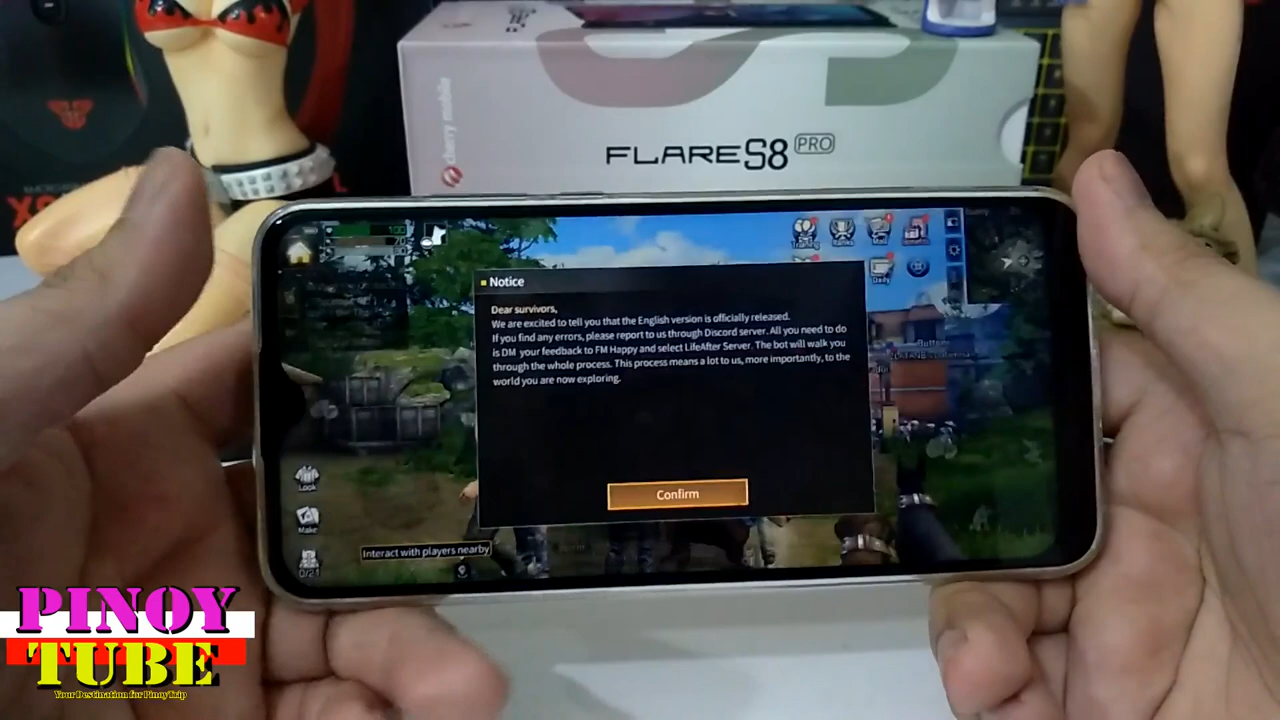 cherry mobile
FLARE S8 PRO
Notice
Dear survivors,
We are excited to tell you that the English version is officially released.
If you find any errors, please report to us through Discord server. All you need to do
is DM your feedback to FM Happy and select LifeAfter Server. The bot will walk you
through the whole process. This process means a lot to us, more importantly, to the
world you are now exploring.
Confirm
Daily
Look
Make
0/21
Interact with players nearby
PINOY
TUBE
Your Destination for PinoyTrip